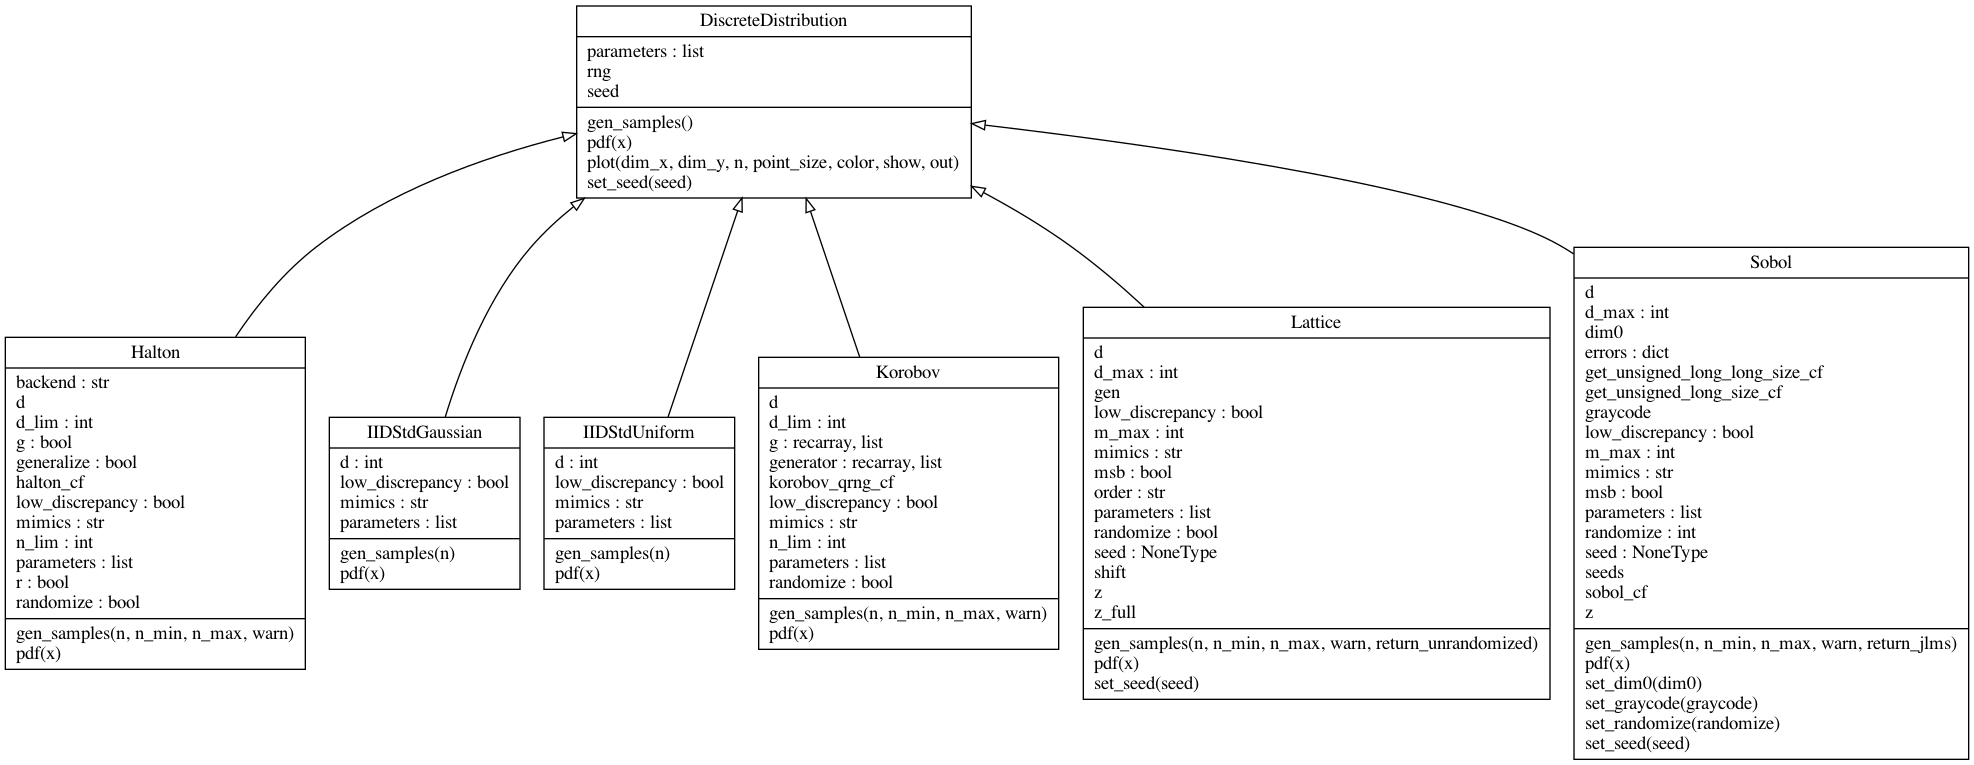 DiscreteDistribution
parameters : list
rng
seed
gen_samples()
pdf(x)
plot(dim_x, dim_y, n, point_size, color, show, out)
set_seed(seed)
Halton
backend : str
d
d_lim : int
g : bool
generalize : bool
halton_cf
low_discrepancy : bool
mimics : str
n_lim : int
parameters : list
r : bool
randomize : bool
gen_samples(n, n_min, n_max, warn)
pdf(x)
IIDStdGaussian
d : int
low_discrepancy : bool
mimics : str
parameters : list
gen_samples(n)
pdf(x)
IIDStdUniform
d : int
low_discrepancy : bool
mimics : str
parameters : list
gen_samples(n)
pdf(x)
Korobov
d
d_lim : int
g : recarray, list
generator : recarray, list
korobov_qrng_cf
low_discrepancy : bool
mimics : str
n_lim : int
parameters : list
randomize : bool
gen_samples(n, n_min, n_max, warn)
pdf(x)
Lattice
d
d_max : int
gen
low_discrepancy : bool
m_max : int
mimics : str
msb : bool
order : str
parameters : list
randomize : bool
seed : NoneType
shift
z
z_full
gen_samples(n, n_min, n_max, warn, return_unrandomized)
pdf(x)
set_seed(seed)
Sobol
d
d_max : int
dim0
errors : dict
get_unsigned_long_long_size_cf
get_unsigned_long_size_cf
graycode
low_discrepancy : bool
m_max : int
mimics : str
msb : bool
parameters : list
randomize : int
seed : NoneType
seeds
sobol_cf
z
gen_samples(n, n_min, n_max, warn, return_jlms)
pdf(x)
set_dim0(dim0)
set_graycode(graycode)
set_randomize(randomize)
set_seed(seed)